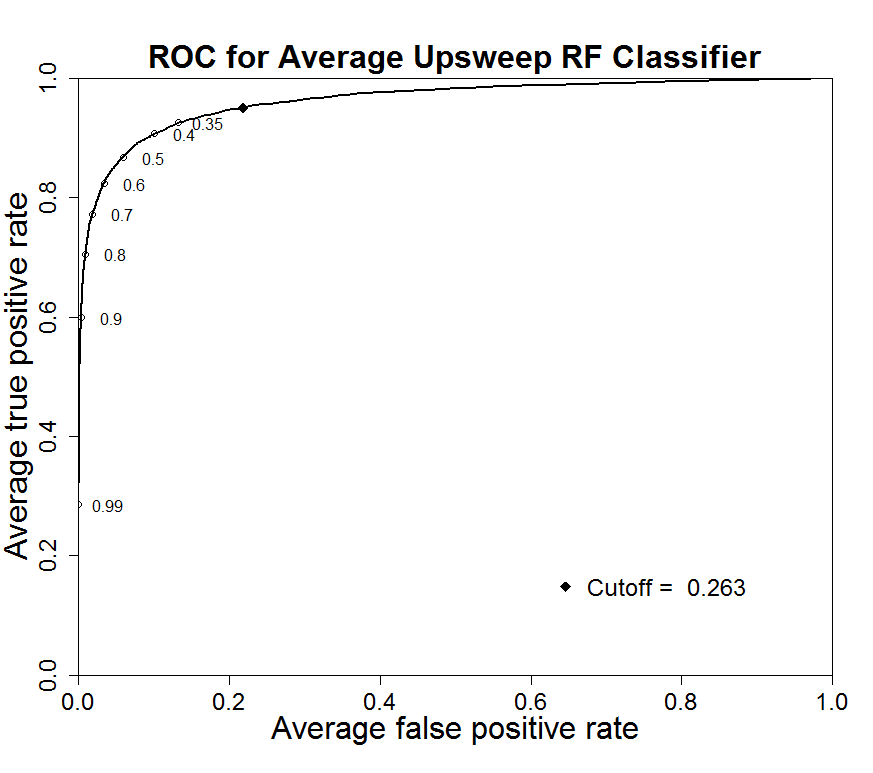 ROC for Average Upsweep RF Classifier
Average true positive rate
1.0
0.8
0.6
0.4
0.2
0.0
0.35
0.4
0.5
0.6
0.7
0.8
0.9
0.99
Cutoff = 0.263
0.0 0.2 0.4 0.6 0.8 1.0
Average false positive rate